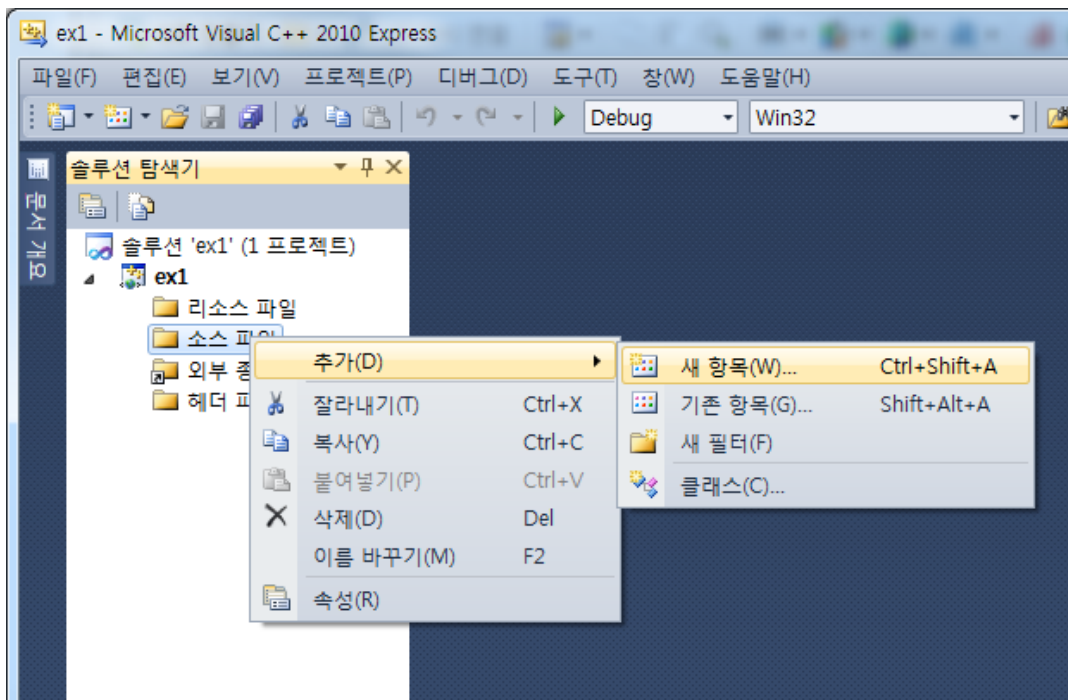 ex1 - Microsoft Visual C++ 2010 Express
파일(F) 편집(E) 보기(V) 프로젝트(P) 디버그(D) 도구(T) 창(W) 도움말(H)
Debug Win32
문서 개요
솔루션 탐색기
솔루션 'ex1' (1 프로젝트)
ex1
리소스 파일
소스
외부
헤더
추가(D)
잘라내기(T) Ctrl+X
복사(Y) Ctrl+C
붙여넣기(P) Ctrl+V
삭제(D) Del
이름 바꾸기(M) F2
속성(R)
새 항목(W)... Ctrl+Shift+A
기존 항목(G)... Shift+Alt+A
새 필터(F)
클래스(C)...